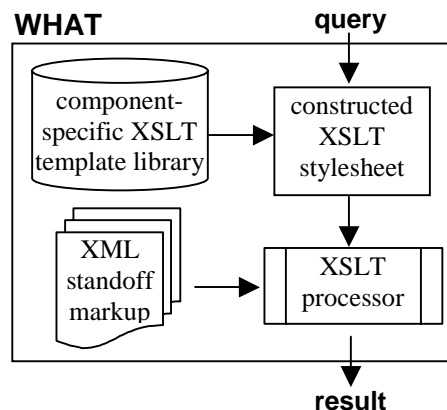 WHAT
query
component-
specific XSLT
template library
constructed
XSLT
stylesheet
XML
standoff
markup
XSLT
processor
result